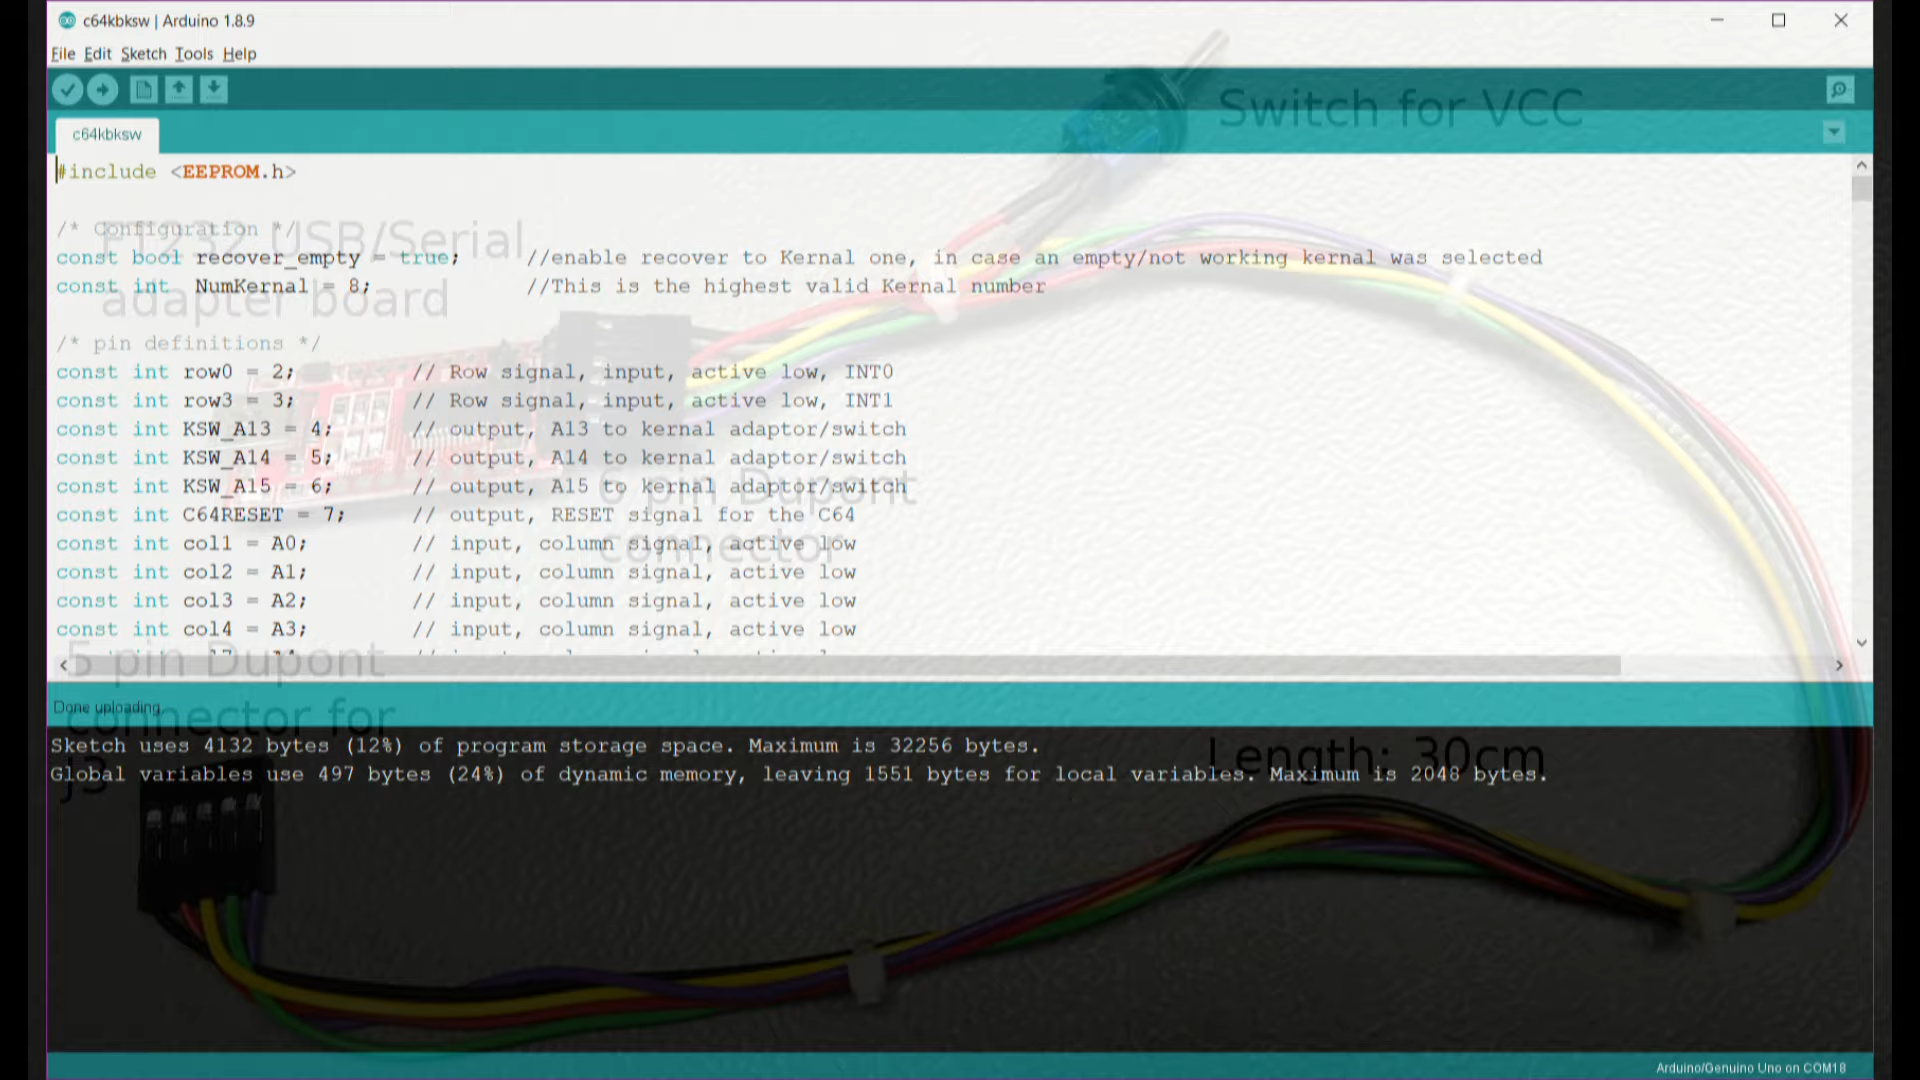 c64kbksw | Arduino 1.8.9
File Edit Sketch Tools Help
Switch for VCC
c64kbksw
#include <EEPROM.h>
FT232 USB/Serial
adapter board
/* Configuration */
const bool recover_empty = true; //enable recover to Kernal one, in case an empty/not working kernal was selected
const int NumKernal = 8; //This is the highest valid Kernal number
/* pin definitions */
const int row0 = 2; // Row signal, input, active low, INT0
const int row3 = 3; // Row signal, input, active low, INT1
const int KSW_A13 = 4; // output, A13 to kernal adaptor/switch
const int KSW_A14 = 5; // output, A14 to kernal adaptor/switch
const int KSW_A15 = 6; // output, A15 to kernal adaptor/switch
const int C64RESET = 7; // output, RESET signal for the C64
const int col1 = A0; // input, column signal, active low
const int col2 = A1; // input, column signal, active low
const int col3 = A2; // input, column signal, active low
const int col4 = A3; // input, column signal, active low
6 pin Dupont
connector
5 pin Dupont
connector for
J3
Done uploading.
Sketch uses 4132 bytes (12%) of program storage space. Maximum is 32256 bytes.
Global variables use 497 bytes (24%) of dynamic memory, leaving 1551 bytes for local variables. Maximum is 2048 bytes.
Length: 30cm
Arduino/Genuino Uno on COM18